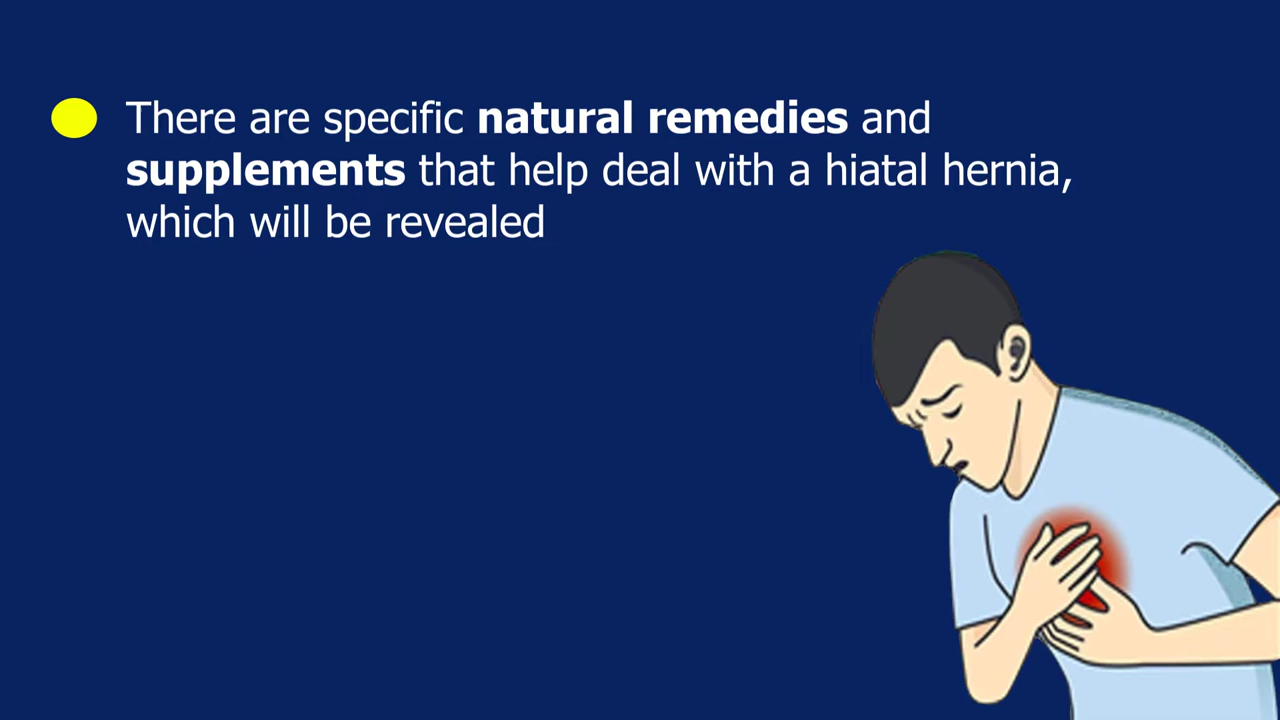 There are specific natural remedies and
supplements that help deal with a hiatal hernia,
which will be revealed